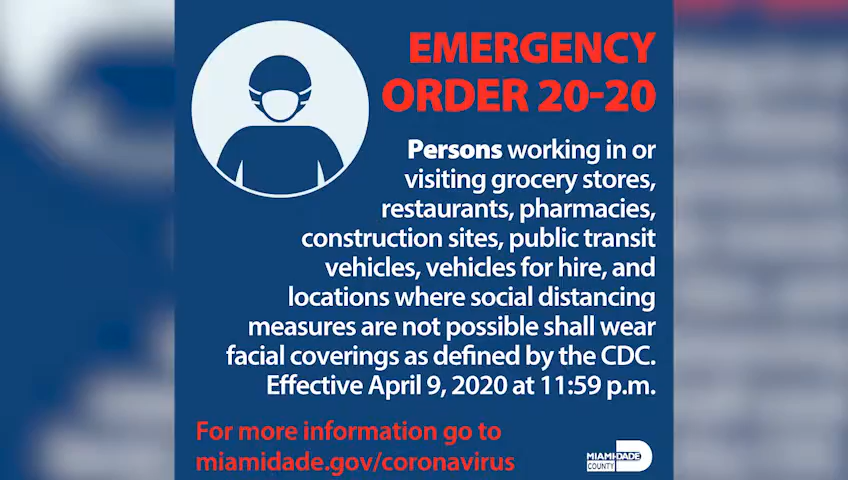 EMERGENCY
ORDER 20-20
Persons working in or
visiting grocery stores,
restaurants, pharmacies,
construction sites, public transit
vehicles, vehicles for hire, and
locations where social distancing
measures are not possible shall wear
facial coverings as defined by the CDC.
Effective April 9, 2020 at 11:59 p.m.
For more information go to
miamidade.gov/coronavirus
MIAMI-DADE
COUNTY